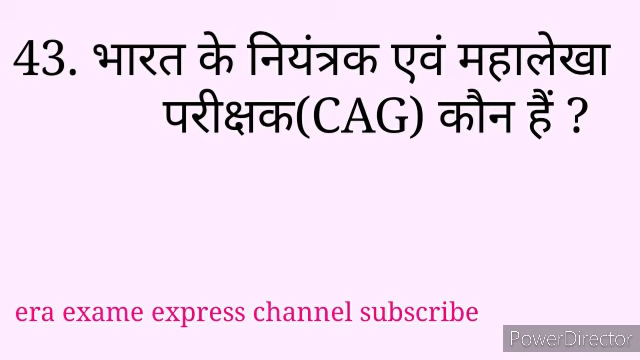 43. भारत के नियंत्रक एवं महालेखा
परीक्षक(CAG) कौन हैं ?
era exame express channel subscribe
PowerDirector